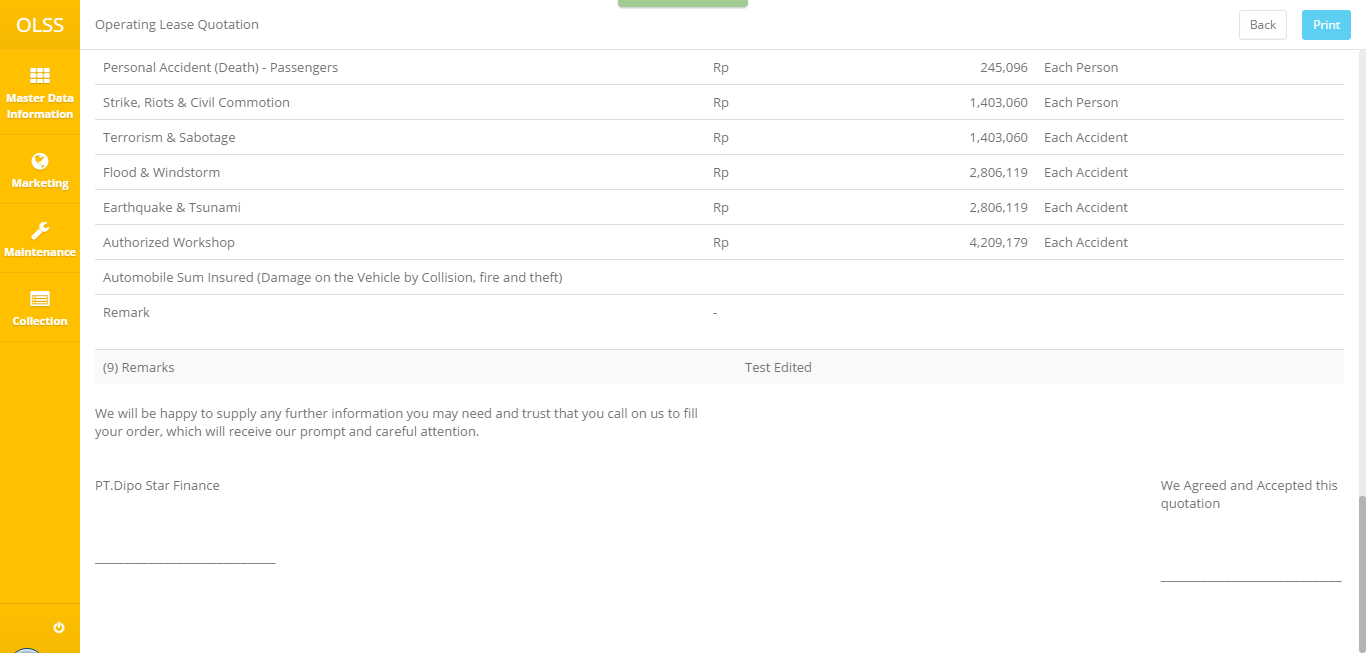 OLSS
Operating Lease Quotation
Back
Print
Master Data
Information
Marketing
Maintenance
Collection
Personal Accident (Death) - Passengers Rp 245,096 Each Person
Strike, Riots & Civil Commotion Rp 1,403,060 Each Person
Terrorism & Sabotage Rp 1,403,060 Each Accident
Flood & Windstorm Rp 2,806,119 Each Accident
Earthquake & Tsunami Rp 2,806,119 Each Accident
Authorized Workshop Rp 4,209,179 Each Accident
Automobile Sum Insured (Damage on the Vehicle by Collision, fire and theft)
Remark -
(9) Remarks Test Edited
We will be happy to supply any further information you may need and trust that you call on us to fill
your order, which will receive our prompt and careful attention.
PT.Dipo Star Finance
We Agreed and Accepted this
quotation